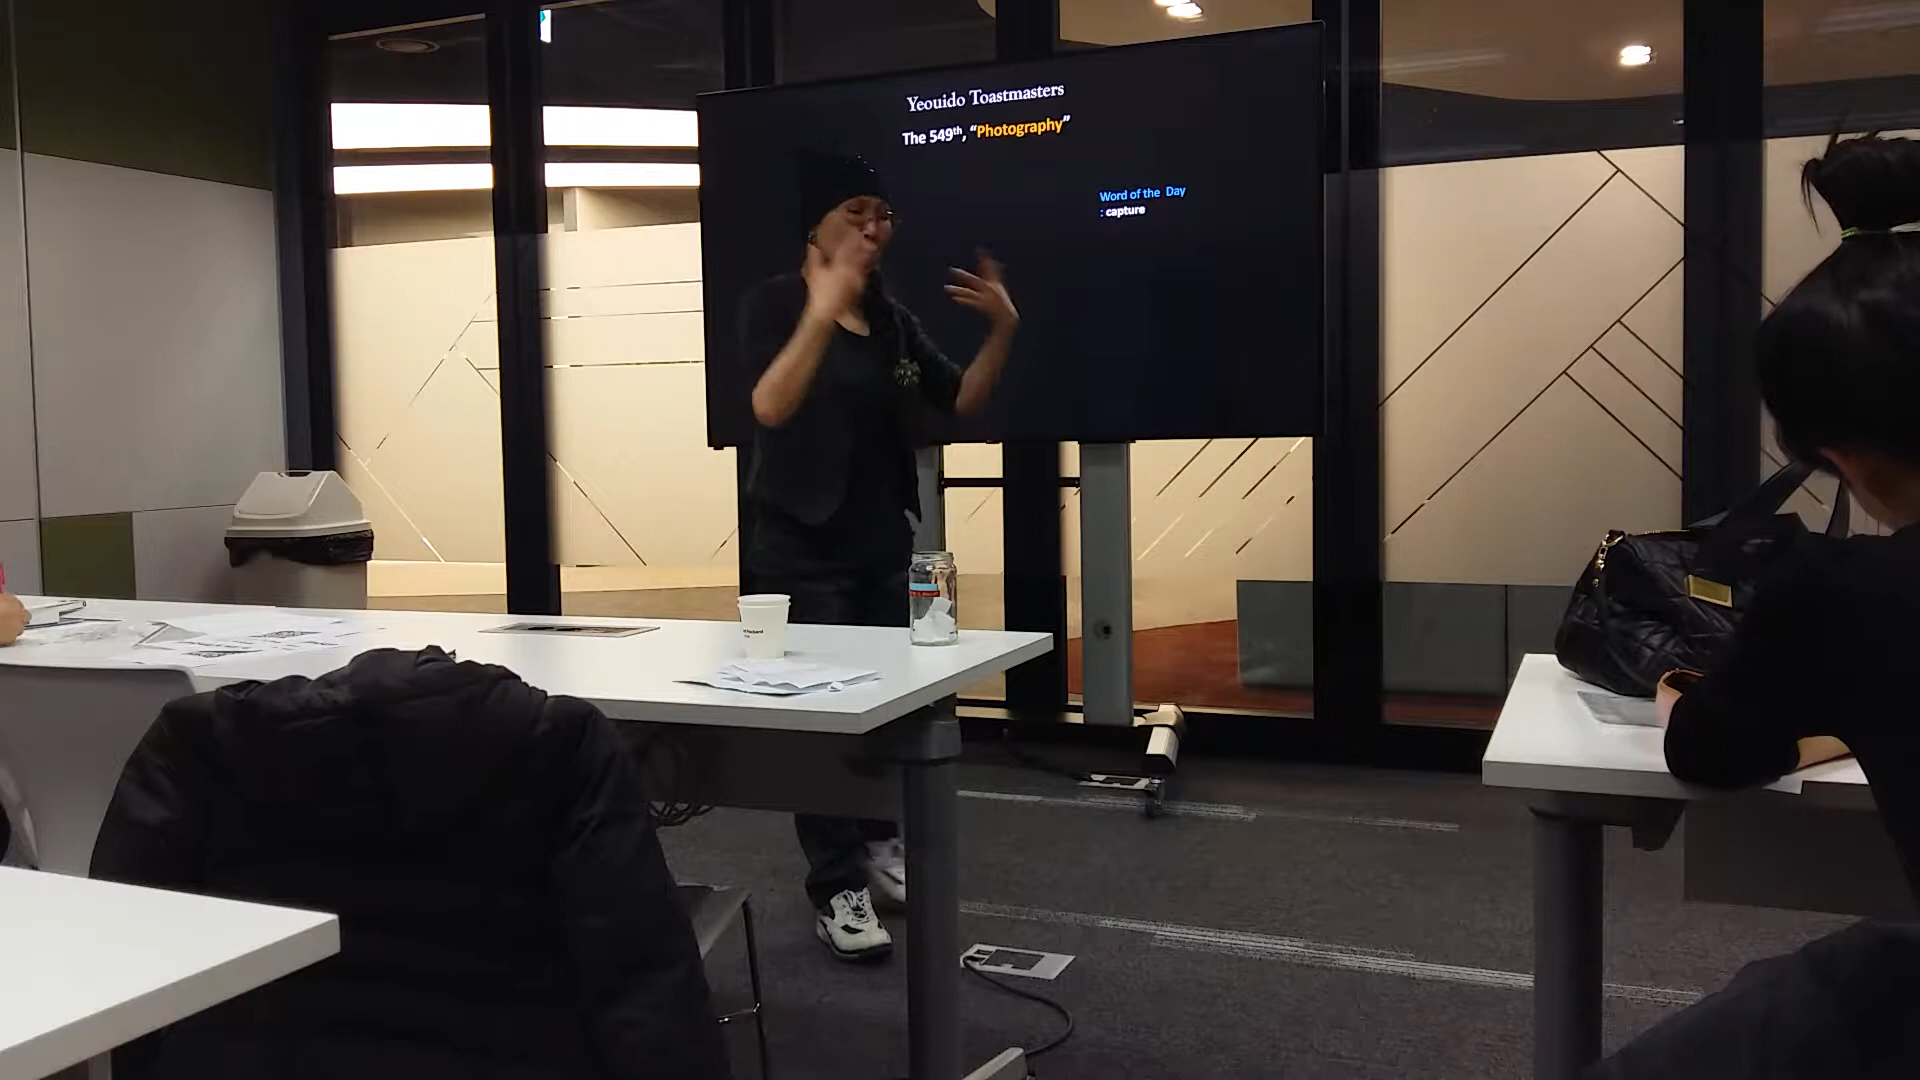 Yeouido Toastmasters
The 549th, “Photography”
Word of the Day
: capture